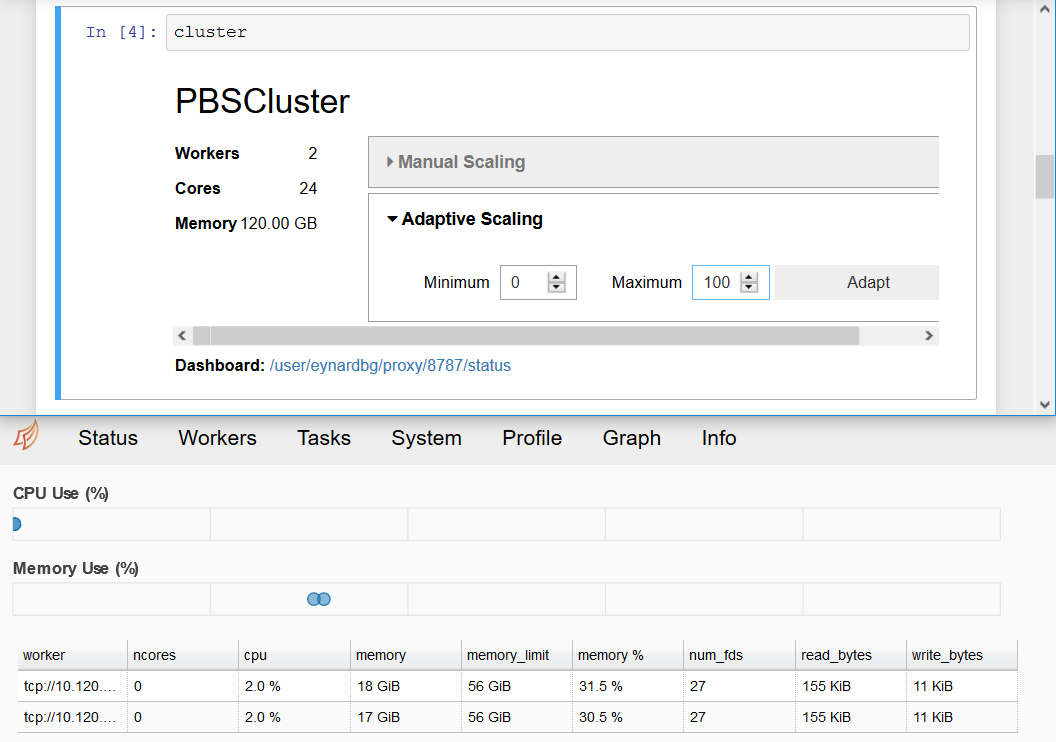 In [4]: cluster
PBSCluster
Workers 2
Cores 24
Memory 120.00 GB
Manual Scaling
Adaptive Scaling
Minimum 0 Maximum 100 Adapt
Dashboard: /user/eynardbg/proxy/8787/status
Status Workers Tasks System Profile Graph Info
CPU Use (%)
Memory Use (%)
worker ncores cpu memory memory_limit memory % num_fds read_bytes write_bytes
tcp://10.120.… 0 2.0 % 18 GiB 56 GiB 31.5 % 27 155 KiB 11 KiB
tcp://10.120.… 0 2.0 % 17 GiB 56 GiB 30.5 % 27 155 KiB 11 KiB